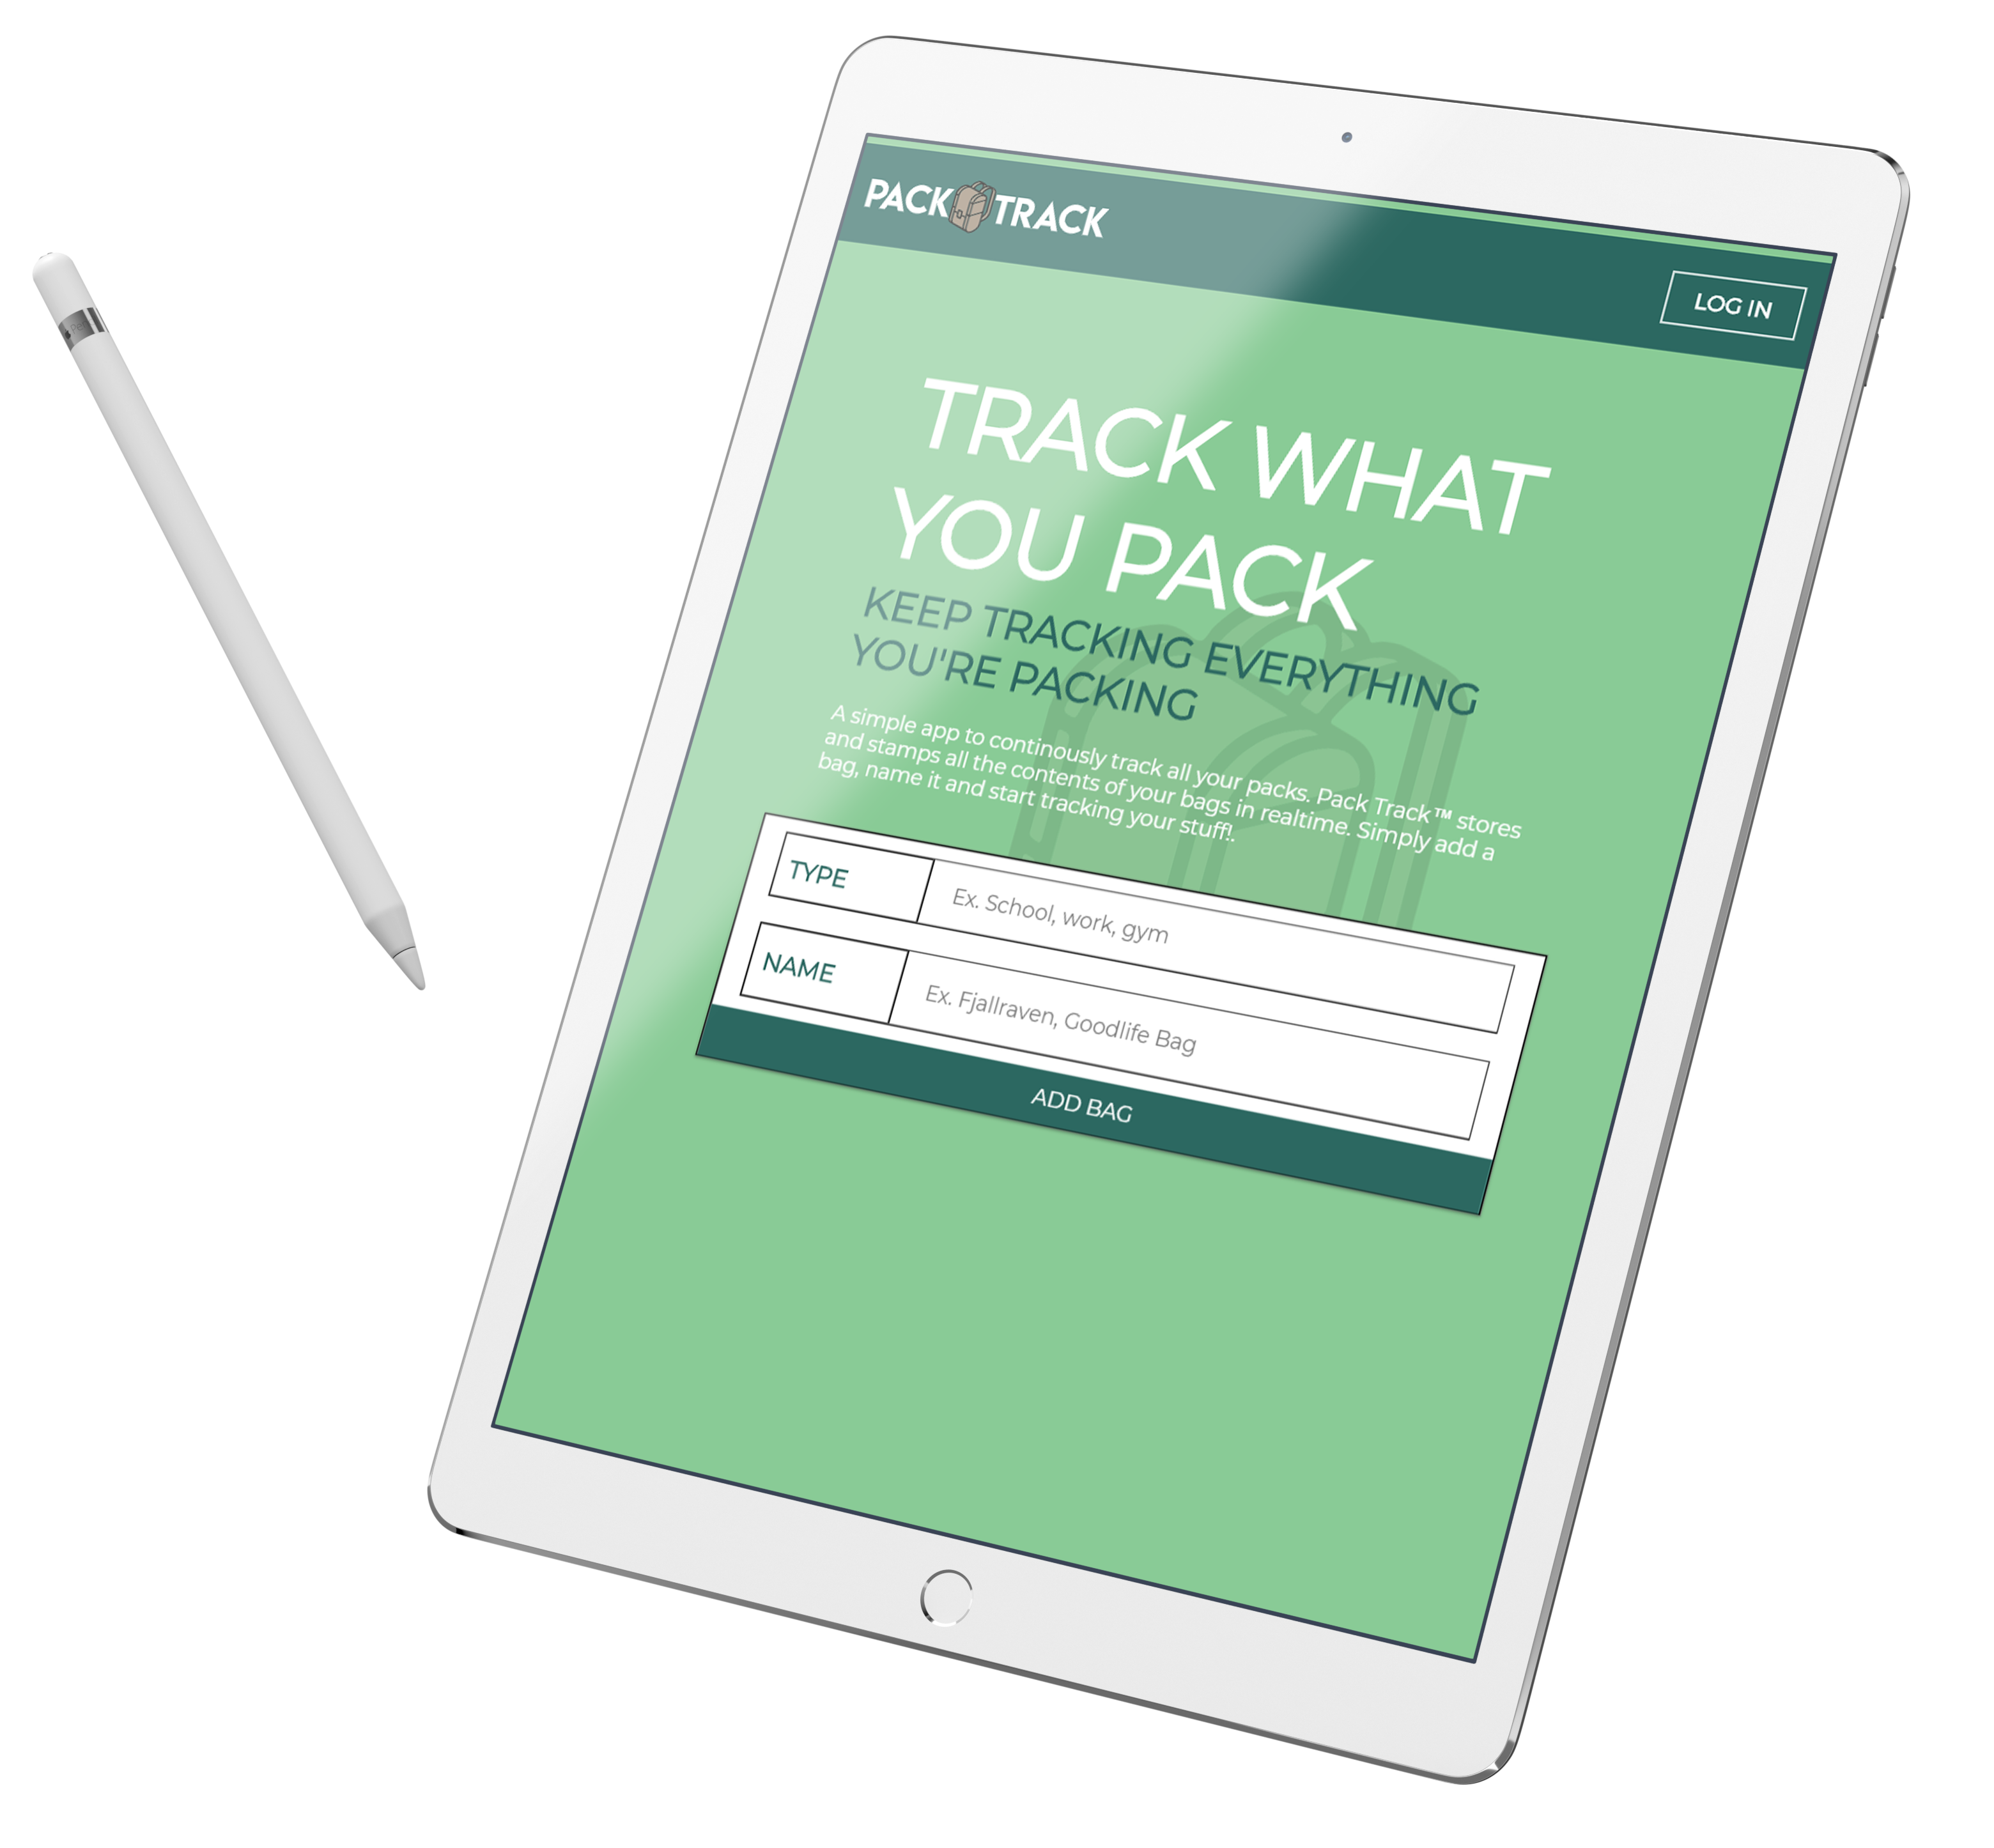 PACK TRACK
LOG IN
TRACK WHAT
YOU PACK
KEEP TRACKING EVERYTHING
YOU'RE PACKING
A simple app to continously track all your packs. Pack Track™ stores
and stamps all the contents of your bags in realtime. Simply add a
bag, name it and start tracking your stuff!.
TYPE
Ex. School, work, gym
NAME
Ex. Fjallraven, Goodlife Bag
ADD BAG